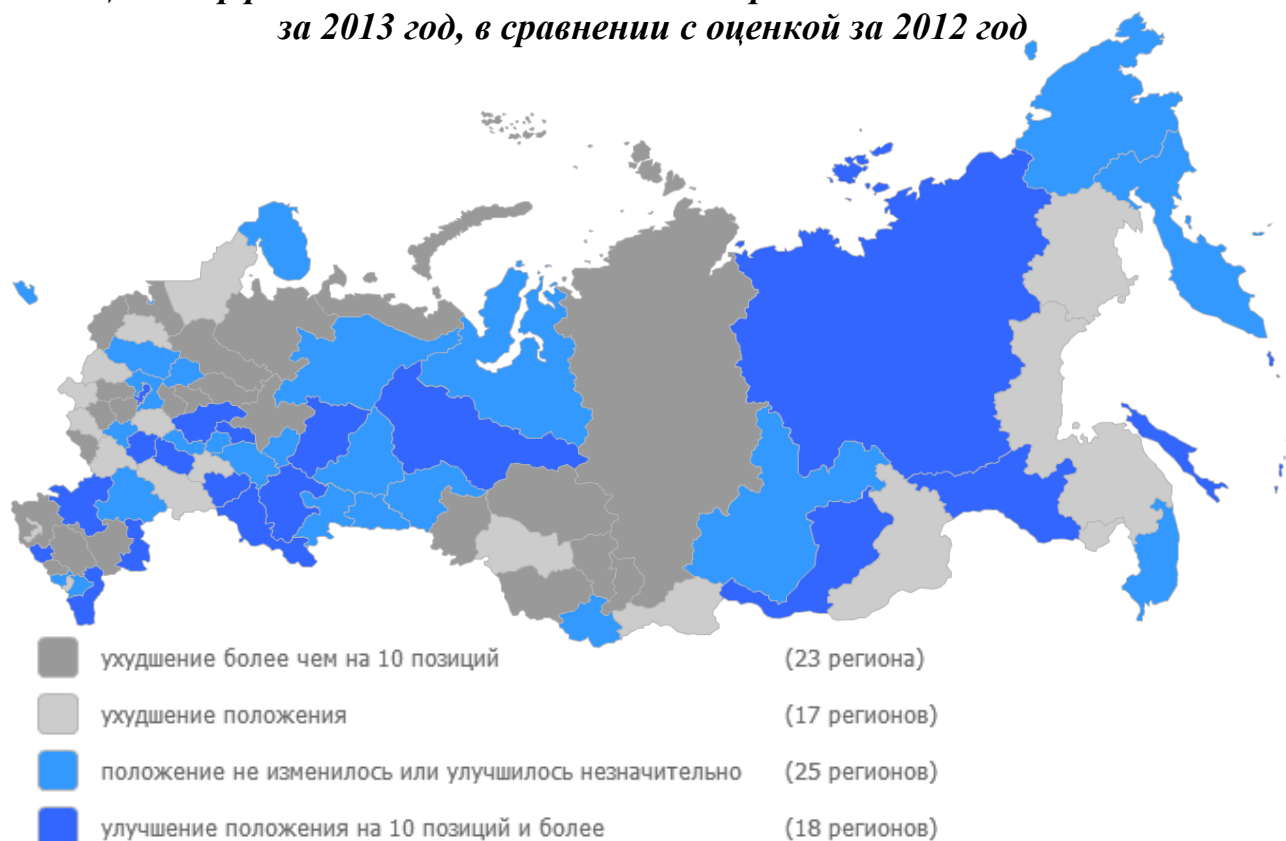 за 2013 год, в сравнении с оценкой за 2012 год
ухудшение более чем на 10 позиций (23 региона)
ухудшение положения (17 регионов)
положение не изменилось или улучшилось незначительно (25 регионов)
улучшение положения на 10 позиций и более (18 регионов)